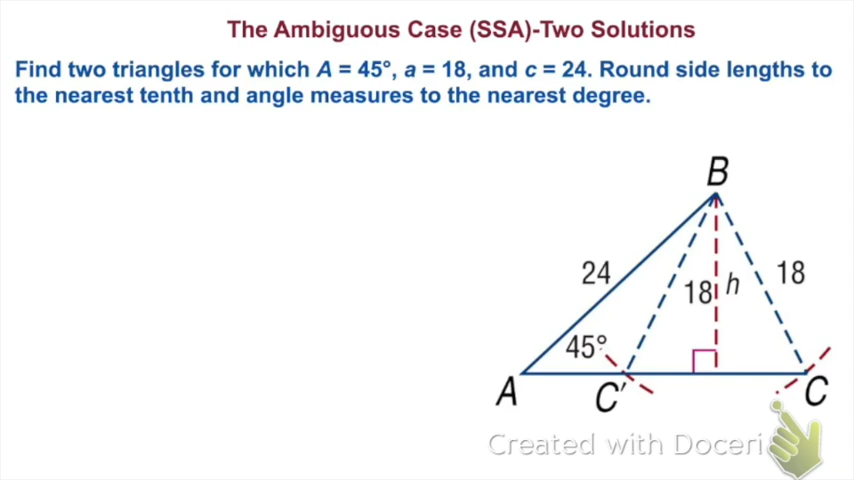 The Ambiguous Case (SSA)-Two Solutions
Find two triangles for which A = 45°, a = 18, and c = 24. Round side lengths to
the nearest tenth and angle measures to the nearest degree.
B
24
18
h
18
45°
A
C'
C
Created with Doceri